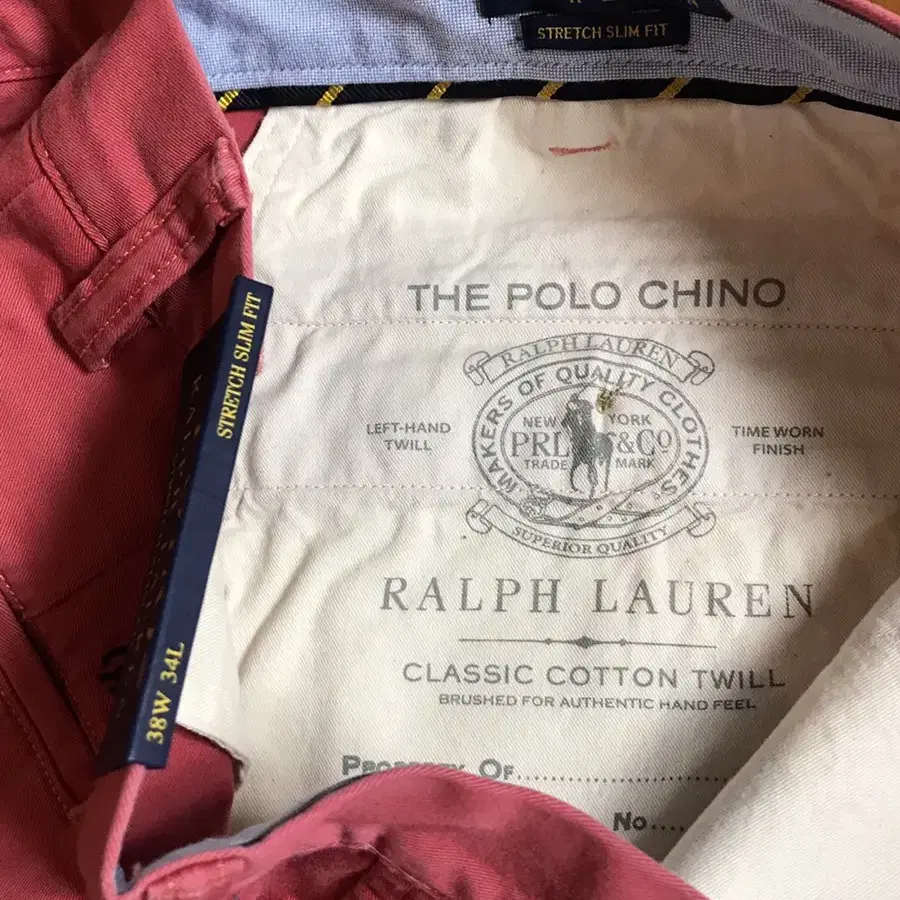 STRETCH SLIM FIT
THE POLO CHINO
RALPH LAUREN
MAKERS OF QUALITY CLOTHES
NEW YORK
PRL &Co
TRADE MARK
LEFT-HAND
TWILL
TIME WORN
FINISH
SUPERIOR QUALITY
RALPH LAUREN
CLASSIC COTTON TWILL
BRUSHED FOR AUTHENTIC HAND FEEL
PROPERTY OF
No
STRETCH SLIM FIT
38W 34L